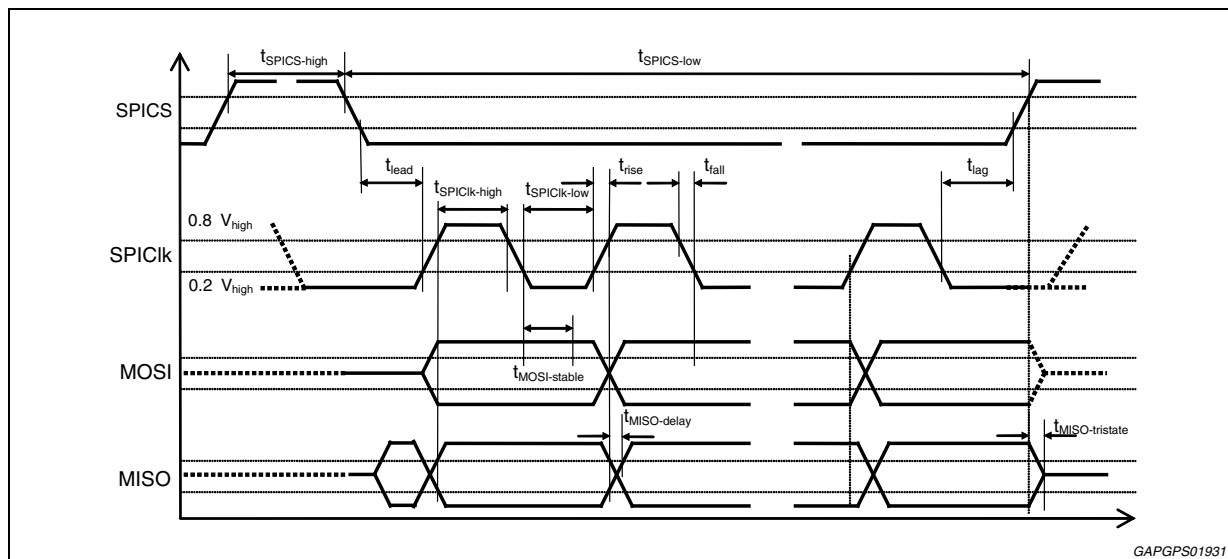 tSPICS-high
tSPICS-low
SPICS
tlead
trise
tfall
tlag
tSPIClk-high
tSPIClk-low
0.8 Vhigh
SPIClk
0.2 Vhigh
MOSI
tMOSI-stable
tMISO-delay
tMISO-tristate
MISO
GAPGPS01931